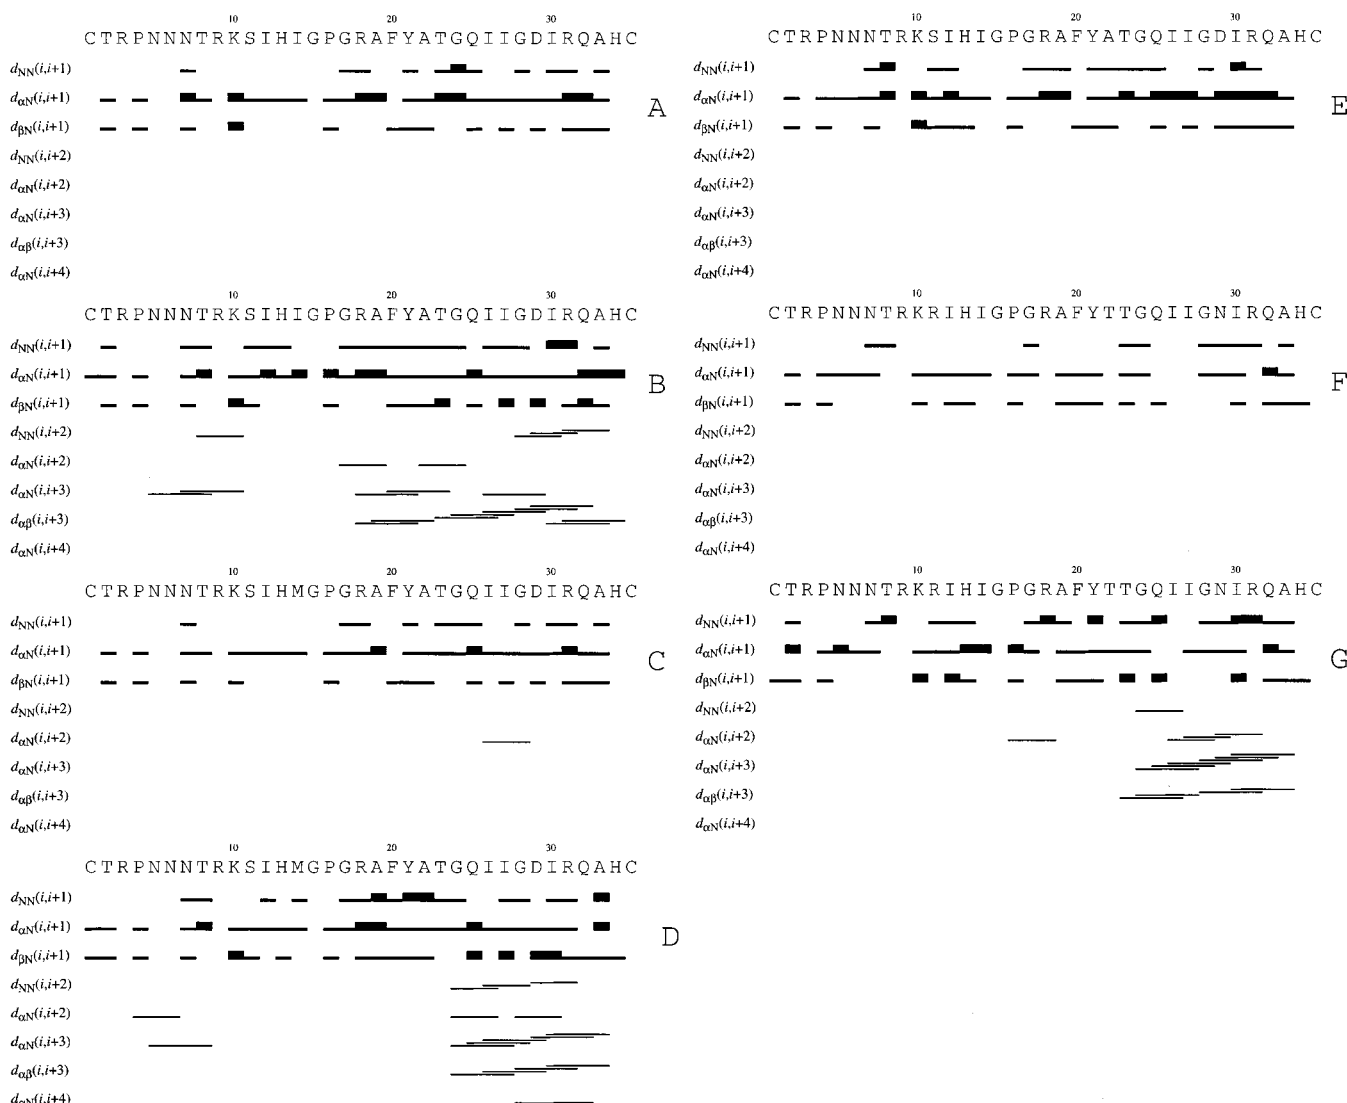 10 20 30
CTRPNNNTRKSIHIGPGRAFYATGQIIGDIRQAHC
dNN(i,i+1)
dαN(i,i+1)
A
dβN(i,i+1)
dNN(i,i+2)
dαN(i,i+2)
dαN(i,i+3)
dαβ(i,i+3)
dαN(i,i+4)
10 20 30
CTRPNNNTRKSIHIGPGRAFYATGQIIGDIRQAHC
dNN(i,i+1)
dαN(i,i+1)
B
dβN(i,i+1)
dNN(i,i+2)
dαN(i,i+2)
dαN(i,i+3)
dαβ(i,i+3)
dαN(i,i+4)
10 20 30
CTRPNNNTRKSIHMGPGRAFYATGQIIGDIRQAHC
dNN(i,i+1)
dαN(i,i+1)
C
dβN(i,i+1)
dNN(i,i+2)
dαN(i,i+2)
dαN(i,i+3)
dαβ(i,i+3)
dαN(i,i+4)
10 20 30
CTRPNNNTRKSIHMGPGRAFYATGQIIGDIRQAHC
dNN(i,i+1)
dαN(i,i+1)
D
dβN(i,i+1)
dNN(i,i+2)
dαN(i,i+2)
dαN(i,i+3)
dαβ(i,i+3)
dαN(i,i+4)
10 20 30
CTRPNNNTRKSIHIGPGRAFYATGQIIGDIRQAHC
dNN(i,i+1)
dαN(i,i+1)
E
dβN(i,i+1)
dNN(i,i+2)
dαN(i,i+2)
dαN(i,i+3)
dαβ(i,i+3)
dαN(i,i+4)
10 20 30
CTRPNNNTRKRIHIGPGRAFYTTGQIIGNIRQAHC
dNN(i,i+1)
dαN(i,i+1)
F
dβN(i,i+1)
dNN(i,i+2)
dαN(i,i+2)
dαN(i,i+3)
dαβ(i,i+3)
dαN(i,i+4)
10 20 30
CTRPNNNTRKRIHIGPGRAFYTTGQIIGNIRQAHC
dNN(i,i+1)
dαN(i,i+1)
G
dβN(i,i+1)
dNN(i,i+2)
dαN(i,i+2)
dαN(i,i+3)
dαβ(i,i+3)
dαN(i,i+4)